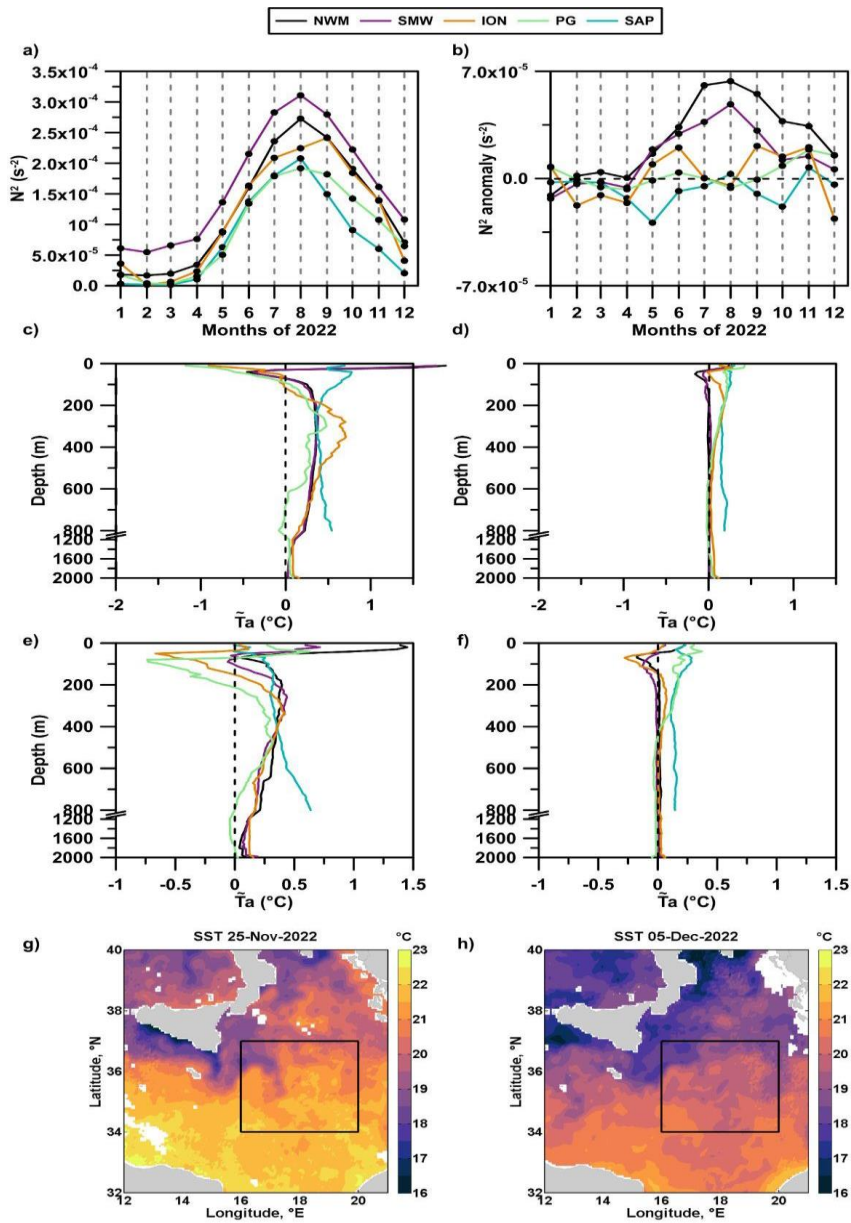 NWM SMW ION PG SAP
a)
b)
3.5x10-4
3.0x10-4
2.5x10-4
2.0x10-4
1.5x10-4
1x10-4
5.0x10-5
0.0
N2 (s-2)
1 2 3 4 5 6 7 8 9 10 11 12
Months of 2022
7.0x10-5
0.0
-7.0x10-5
N2 anomaly (s-2)
1 2 3 4 5 6 7 8 9 10 11 12
Months of 2022
c)
0
200
400
600
800
1200
1600
2000
Depth (m)
-2 -1 0 1
T̃a (°C)
d)
0
200
400
600
800
1200
1600
2000
Depth (m)
-2 -1 0 1
T̃a (°C)
e)
0
200
400
600
800
1200
1600
2000
Depth (m)
-1 -0.5 0 0.5 1 1.5
T̃a (°C)
f)
0
200
400
600
800
1200
1600
2000
Depth (m)
-1 -0.5 0 0.5 1 1.5
T̃a (°C)
g)
SST 25-Nov-2022 °C
40
38
36
34
32
Latitude, °N
12 14 16 18 20
Longitude, °E
23
22
21
20
19
18
17
16
h)
SST 05-Dec-2022 °C
40
38
36
34
32
Latitude, °N
12 14 16 18 20
Longitude, °E
23
22
21
20
19
18
17
16